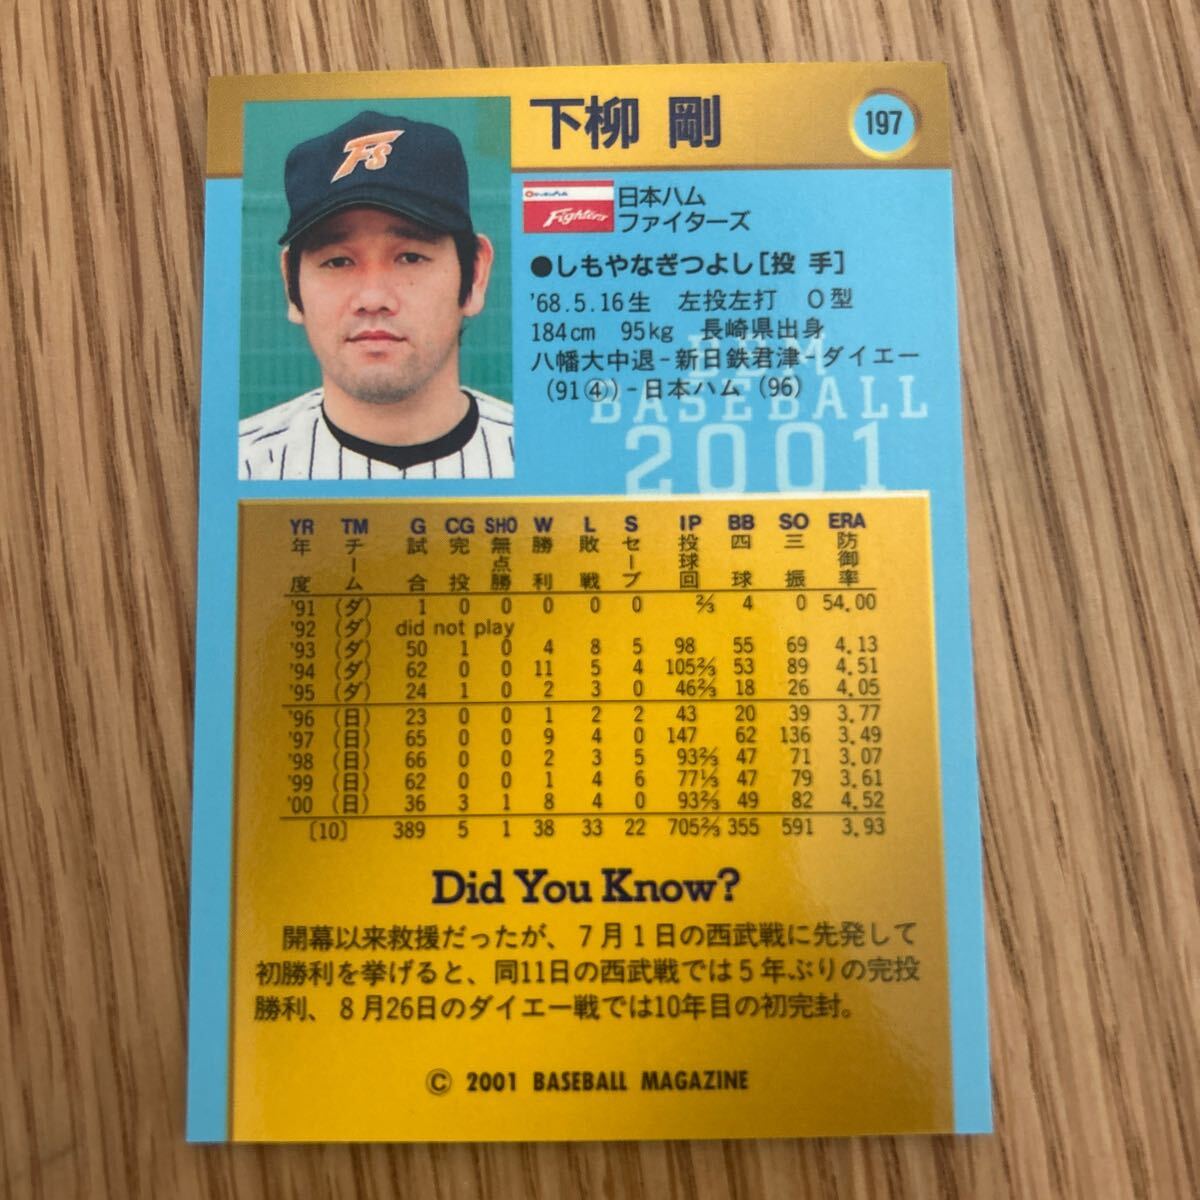 下柳 剛
197
Fs
Fighters
日本ハム
ファイターズ
●しもやなぎつよし[投 手]
'68.5.16生 左投左打 O型
184cm 95kg 長崎県出身
八幡大中退-新日鉄君津-ダイエー
(91④)-日本ハム (96)
BBM
BASEBALL
2001
YR TM G CG SHO W L S IP BB SO ERA
年度 チーム 試合 完投 無点勝 勝利 敗戦 セーブ 投球回 四球 三振 防御率
'91 (ダ) 1 0 0 0 0 0 ⅔ 4 0 54.00
'92 (ダ) did not play
'93 (ダ) 50 1 0 4 8 5 98 55 69 4.13
'94 (ダ) 62 0 0 11 5 4 105⅔ 53 89 4.51
'95 (ダ) 24 1 0 2 3 0 46⅔ 18 26 4.05
'96 (日) 23 0 0 1 2 2 43 20 39 3.77
'97 (日) 65 0 0 9 4 0 147 62 136 3.49
'98 (日) 66 0 0 2 3 5 93⅔ 47 71 3.07
'99 (日) 62 0 0 1 4 6 77⅓ 47 79 3.61
'00 (日) 36 3 1 8 4 0 93⅔ 49 82 4.52
[10] 389 5 1 38 33 22 705⅔ 355 591 3.93
Did You Know?
開幕以来救援だったが、7月1日の西武戦に先発して
初勝利を挙げると、同11日の西武戦では5年ぶりの完投
勝利、8月26日のダイエー戦では10年目の初完封。
© 2001 BASEBALL MAGAZINE